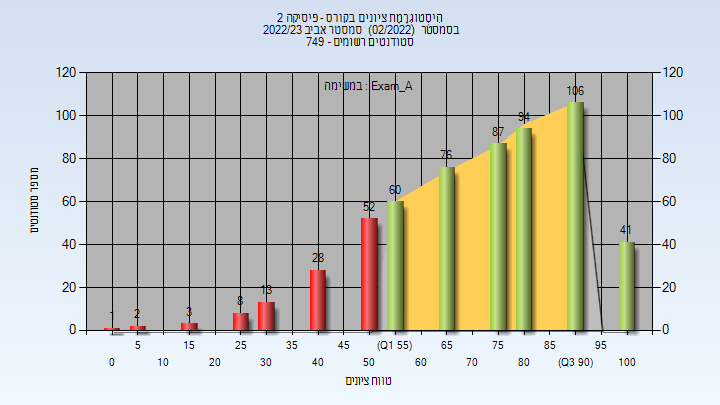 היסטוגרמת ציונים בקורס - פיסיקה 2
בסמסטר (02/2022) סמסטר אביב 2022/23
סטודנטים רשומים - 749
במשימה : Exam_A
120 120
100 100
80 80
60 60
40 40
20 20
0 0
1 2 3 8 13 28 52 60 76 87 94 106 41
מספר סטודנטים
5 15 25 35 45 (Q1 55) 65 75 85 95
0 10 20 30 40 50 60 70 80 (Q3 90) 100
טווח ציונים